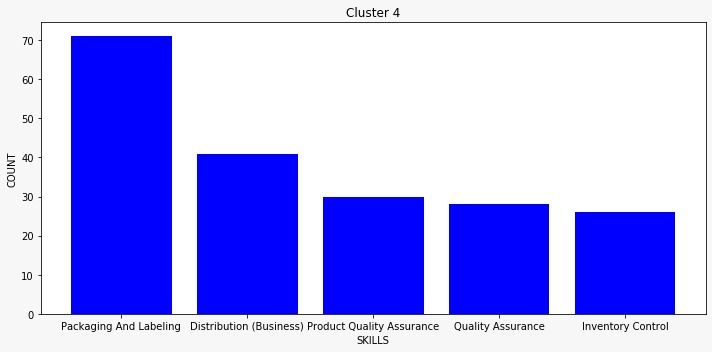 Cluster 4
COUNT
70
60
50
40
30
20
10
0
Packaging And Labeling Distribution (Business) Product Quality Assurance Quality Assurance Inventory Control
SKILLS